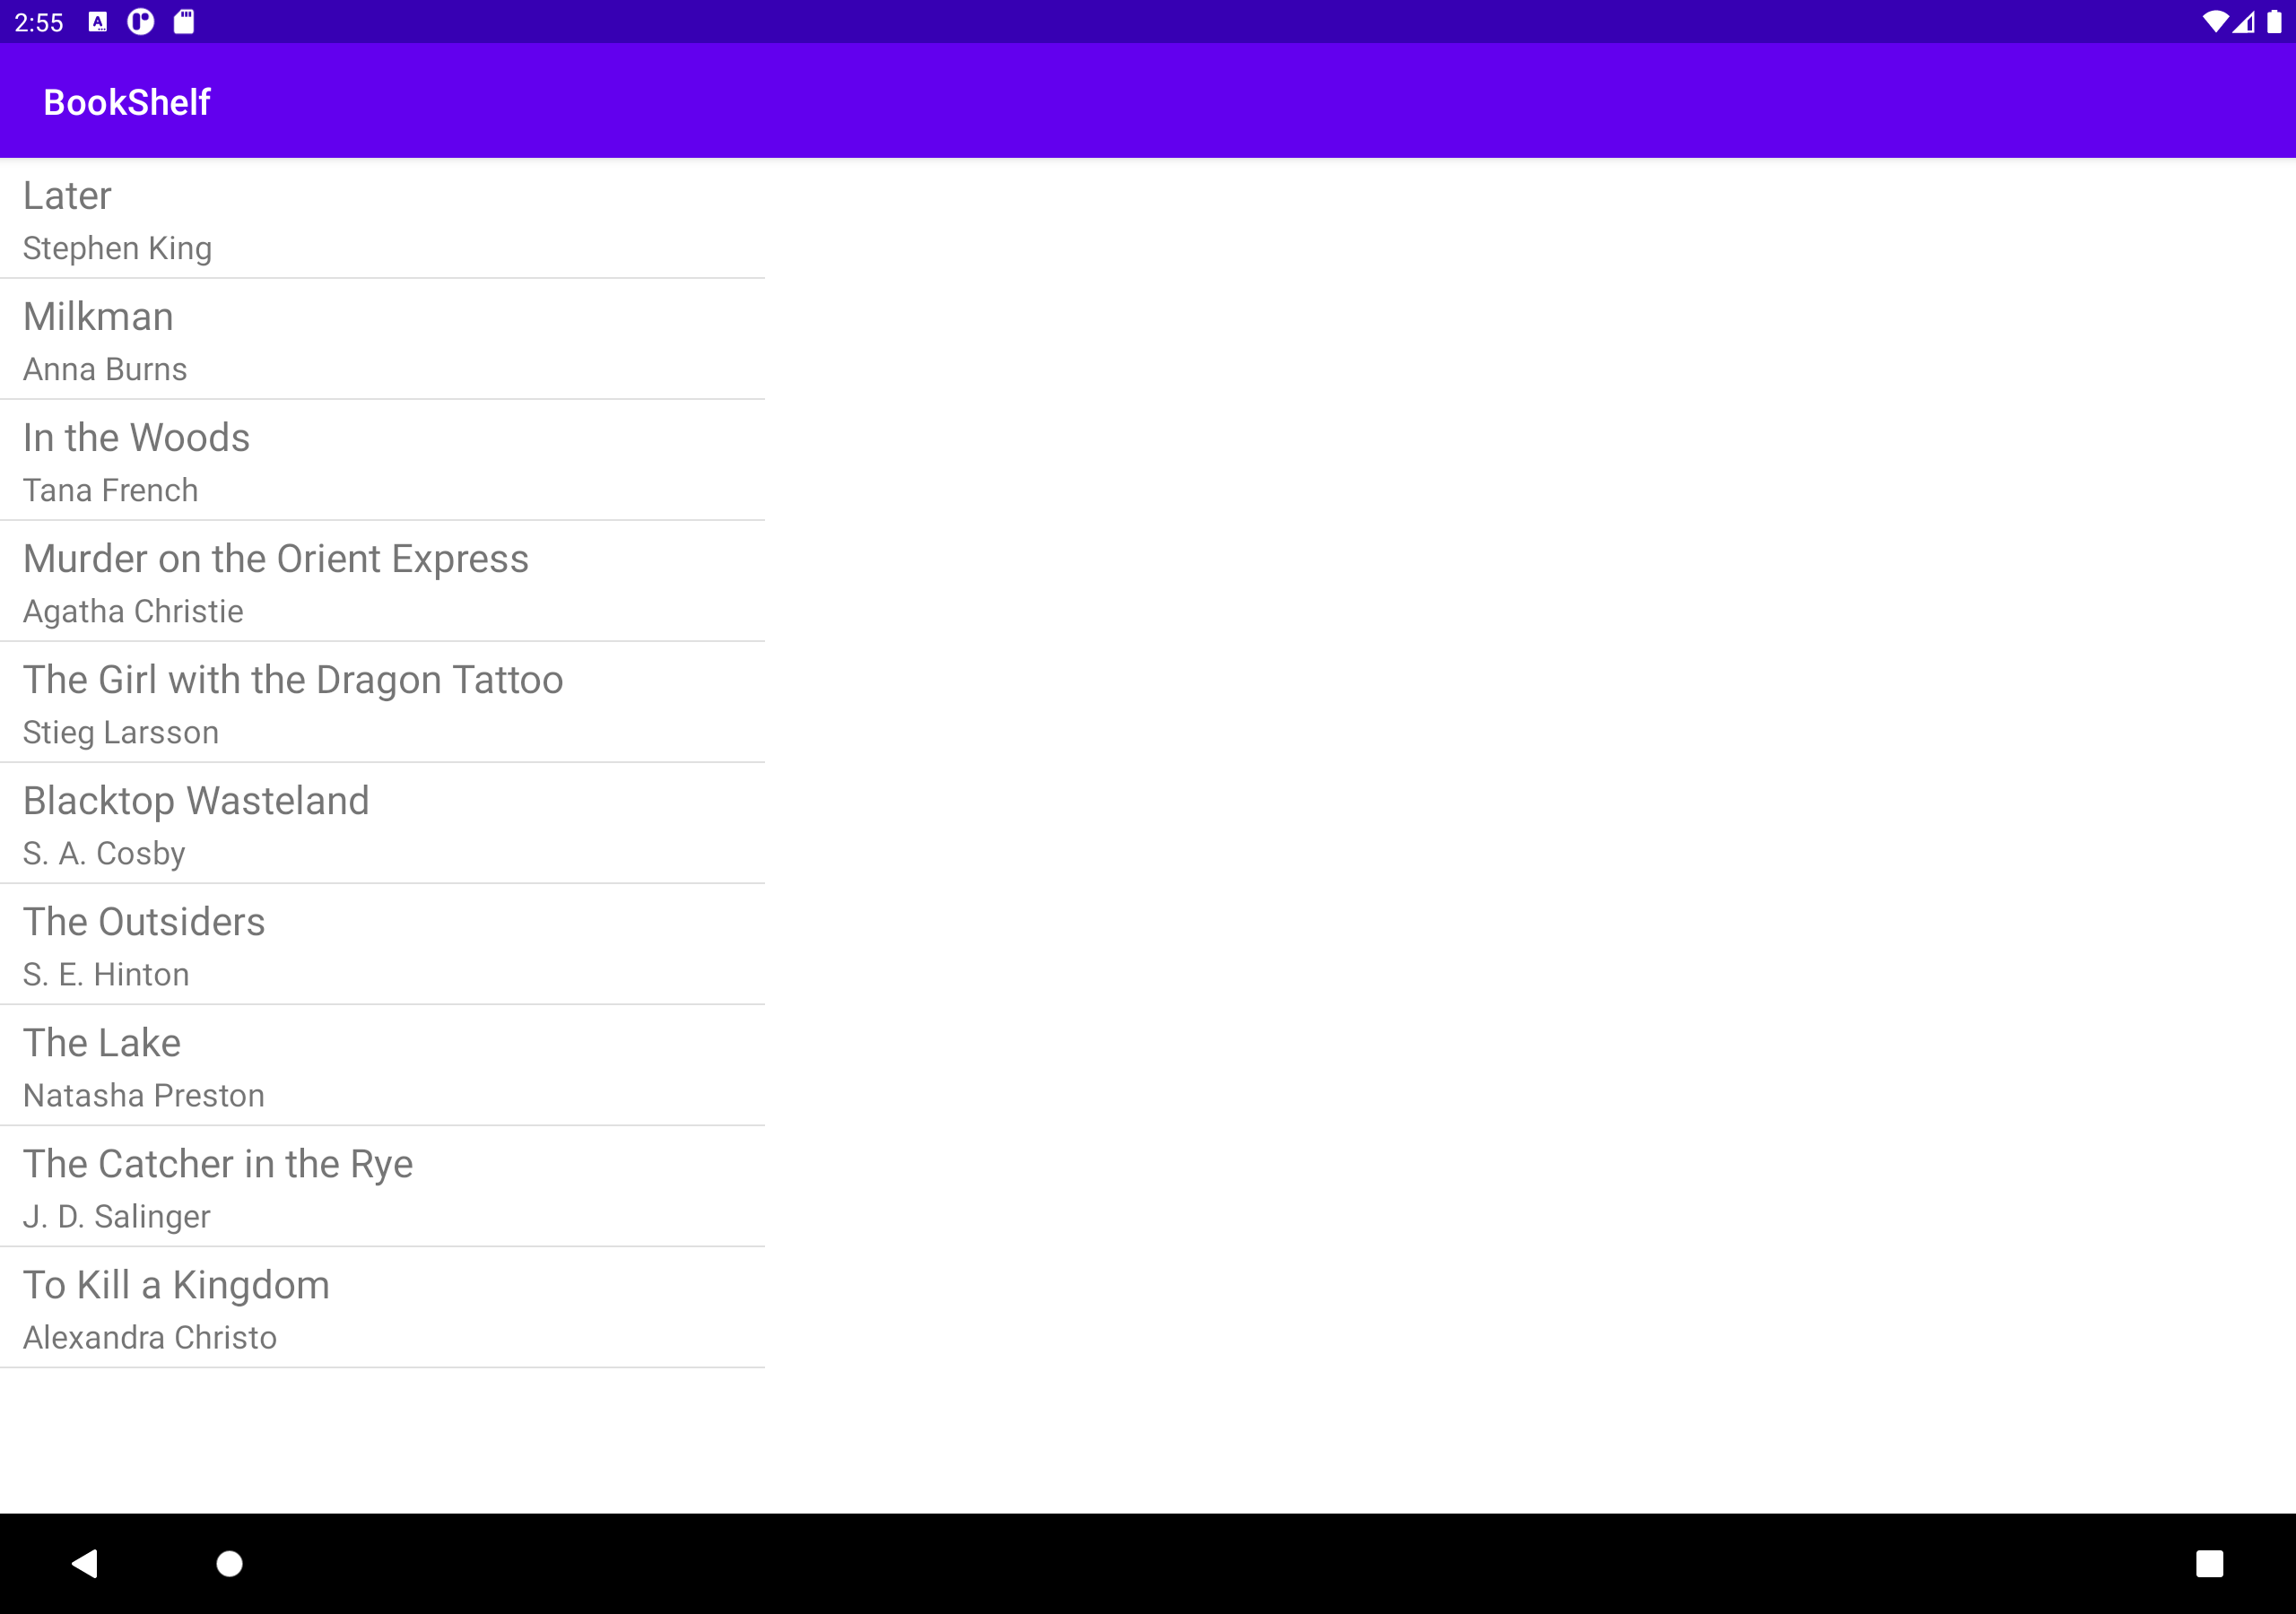 2:55
BookShelf
Later
Stephen King
Milkman
Anna Burns
In the Woods
Tana French
Murder on the Orient Express
Agatha Christie
The Girl with the Dragon Tattoo
Stieg Larsson
Blacktop Wasteland
S. A. Cosby
The Outsiders
S. E. Hinton
The Lake
Natasha Preston
The Catcher in the Rye
J. D. Salinger
To Kill a Kingdom
Alexandra Christo